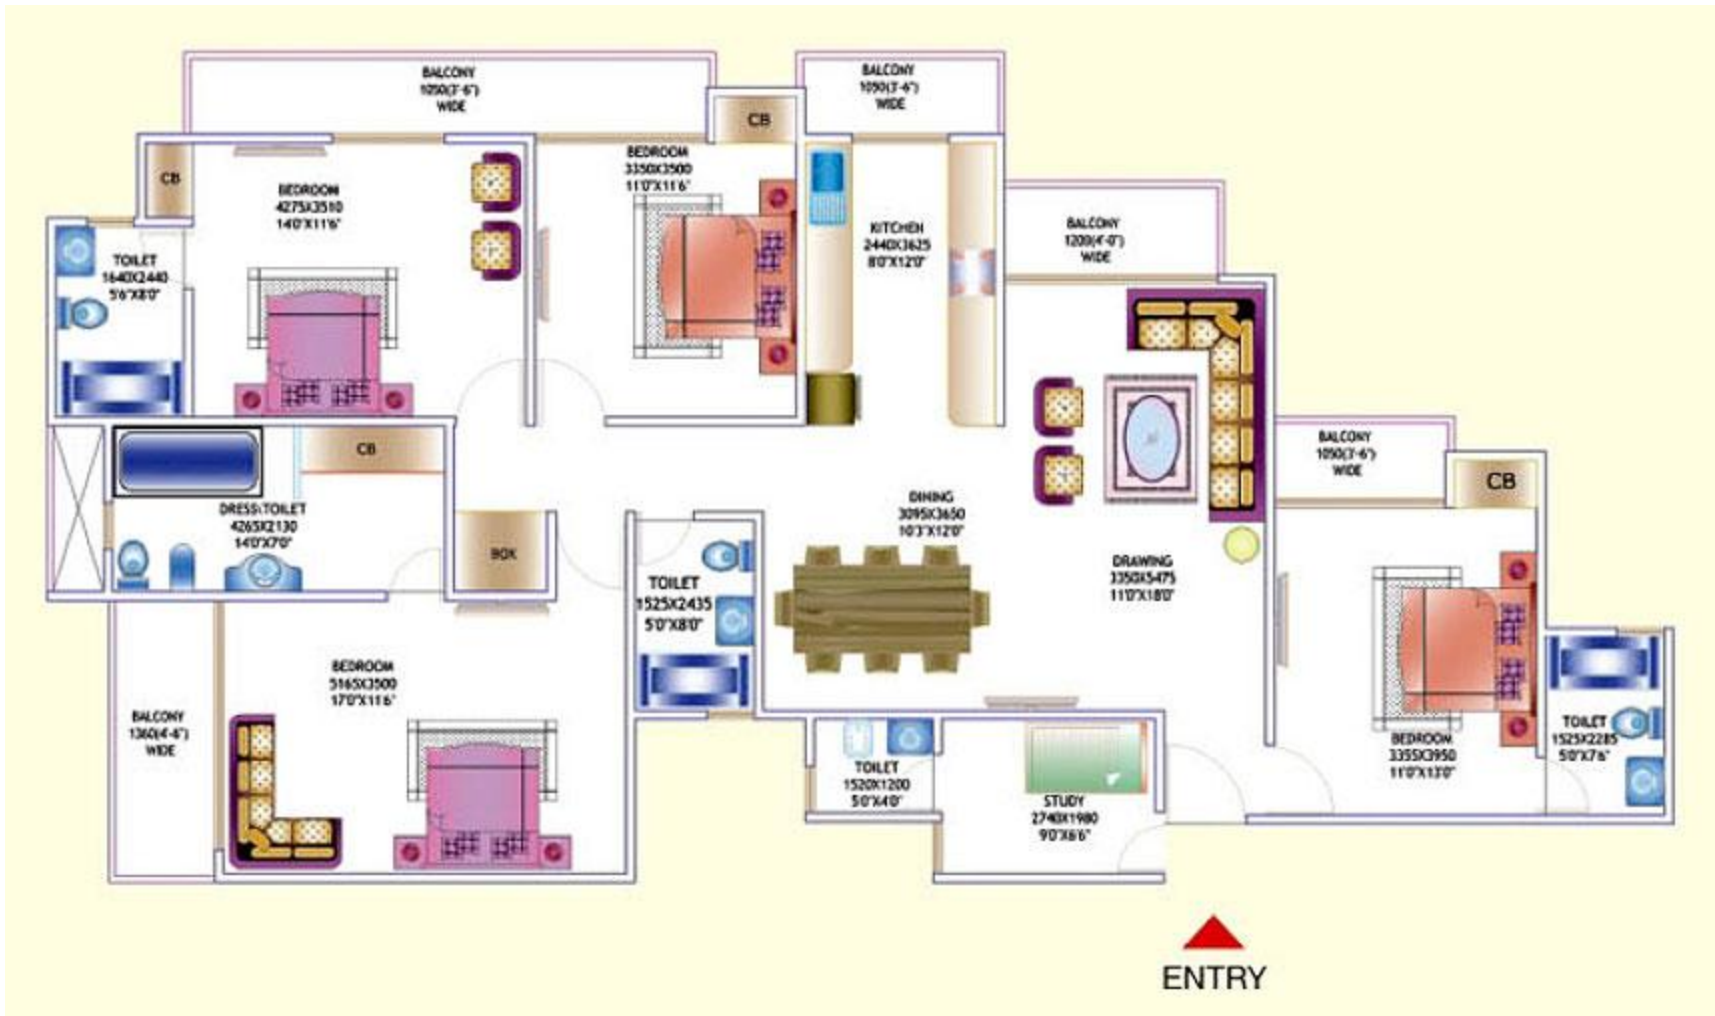 BALCONY
1050(3'-6")
WIDE
BALCONY
1050(3'-6")
WIDE
CB
CB
BEDROOM
4275X3510
14'0"X11'6"
BEDROOM
3350X3500
11'0"X11'6"
KITCHEN
2440X3625
8'0"X12'0"
BALCONY
1200(4'-0")
WIDE
TOILET
1640X2440
5'6"X8'0"
CB
DRESS\TOILET
4265X2130
14'0"X7'0"
BOX
DINING
3095X3650
10'3"X12'0"
BALCONY
1050(3'-6")
WIDE
CB
TOILET
1525X2435
5'0"X8'0"
DRAWING
3350X5475
11'0"X18'0"
BEDROOM
5165X3500
17'0"X11'6"
BALCONY
1360(4'-6")
WIDE
TOILET
1520X1200
5'0"X4'0"
STUDY
2740X1980
9'0"X6'6"
BEDROOM
3355X3950
11'0"X13'0"
TOILET
1525X2285
5'0"X7'6"
ENTRY